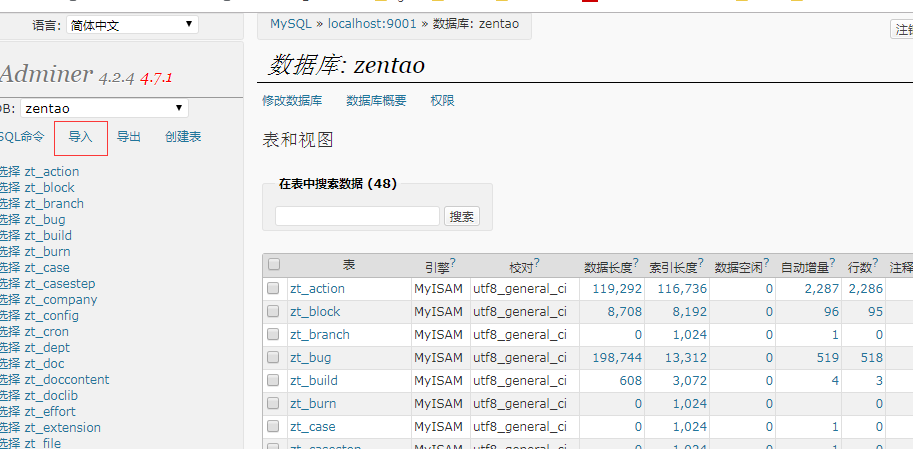 语言: 简体中文
Adminer 4.2.4 4.7.1
DB: zentao
SQL命令 导入 导出 创建表
选择 zt_action
选择 zt_block
选择 zt_branch
选择 zt_bug
选择 zt_build
选择 zt_burn
选择 zt_case
选择 zt_casestep
选择 zt_company
选择 zt_config
选择 zt_cron
选择 zt_dept
选择 zt_doc
选择 zt_doccontent
选择 zt_doclib
选择 zt_effort
选择 zt_extension
选择 zt_file
MySQL » localhost:9001 » 数据库: zentao
注销
数据库: zentao
修改数据库 数据库概要 权限
表和视图
在表中搜索数据 (48)
搜索
表 引擎? 校对? 数据长度? 索引长度? 数据空闲? 自动增量? 行数? 注释
zt_action MyISAM utf8_general_ci 119,292 116,736 0 2,287 2,286
zt_block MyISAM utf8_general_ci 8,708 8,192 0 96 95
zt_branch MyISAM utf8_general_ci 0 1,024 0 1 0
zt_bug MyISAM utf8_general_ci 198,744 13,312 0 519 518
zt_build MyISAM utf8_general_ci 608 3,072 0 4 3
zt_burn MyISAM utf8_general_ci 0 1,024 0 0
zt_case MyISAM utf8_general_ci 0 1,024 0 1 0
zt_casestep MyISAM utf8_general_ci 0 1,024 0 1 0